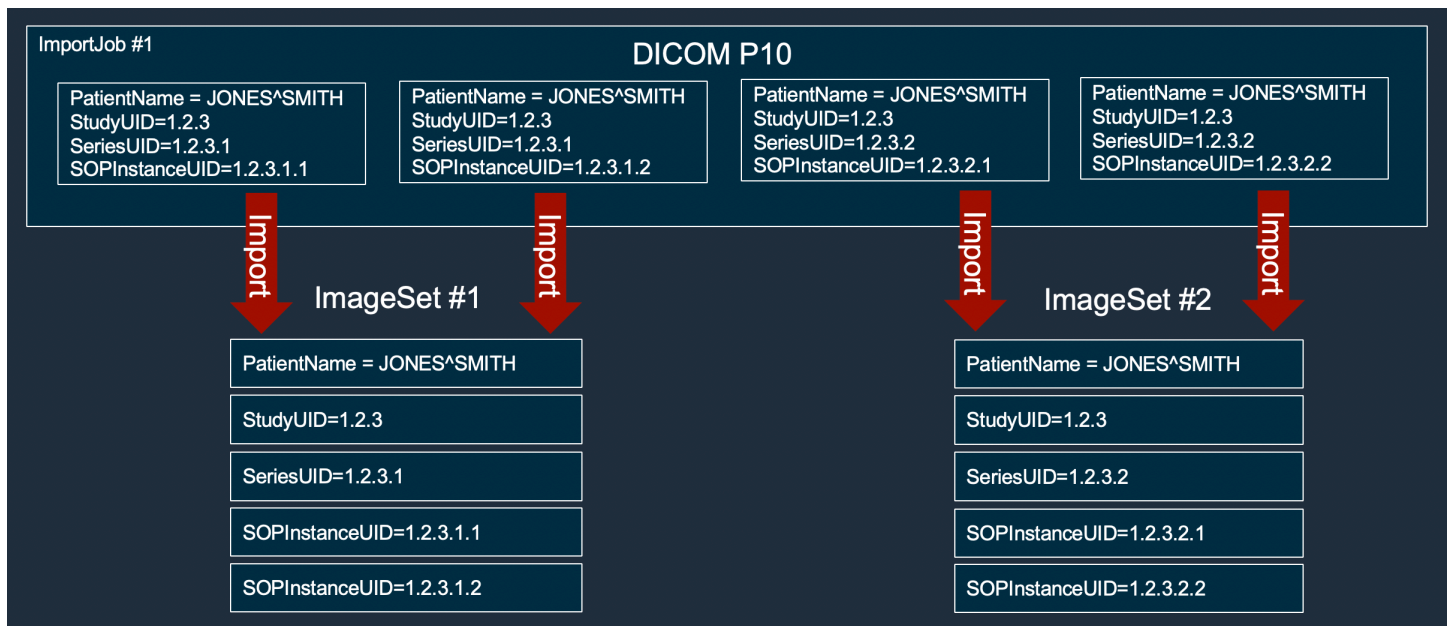 ImportJob #1
DICOM P10
PatientName = JONES^SMITH
StudyUID=1.2.3
SeriesUID=1.2.3.1
SOPInstanceUID=1.2.3.1.1
PatientName = JONES^SMITH
StudyUID=1.2.3
SeriesUID=1.2.3.1
SOPInstanceUID=1.2.3.1.2
PatientName = JONES^SMITH
StudyUID=1.2.3
SeriesUID=1.2.3.2
SOPInstanceUID=1.2.3.2.1
PatientName = JONES^SMITH
StudyUID=1.2.3
SeriesUID=1.2.3.2
SOPInstanceUID=1.2.3.2.2
Import
Import
Import
Import
ImageSet #1
PatientName = JONES^SMITH
StudyUID=1.2.3
SeriesUID=1.2.3.1
SOPInstanceUID=1.2.3.1.1
SOPInstanceUID=1.2.3.1.2
ImageSet #2
PatientName = JONES^SMITH
StudyUID=1.2.3
SeriesUID=1.2.3.2
SOPInstanceUID=1.2.3.2.1
SOPInstanceUID=1.2.3.2.2